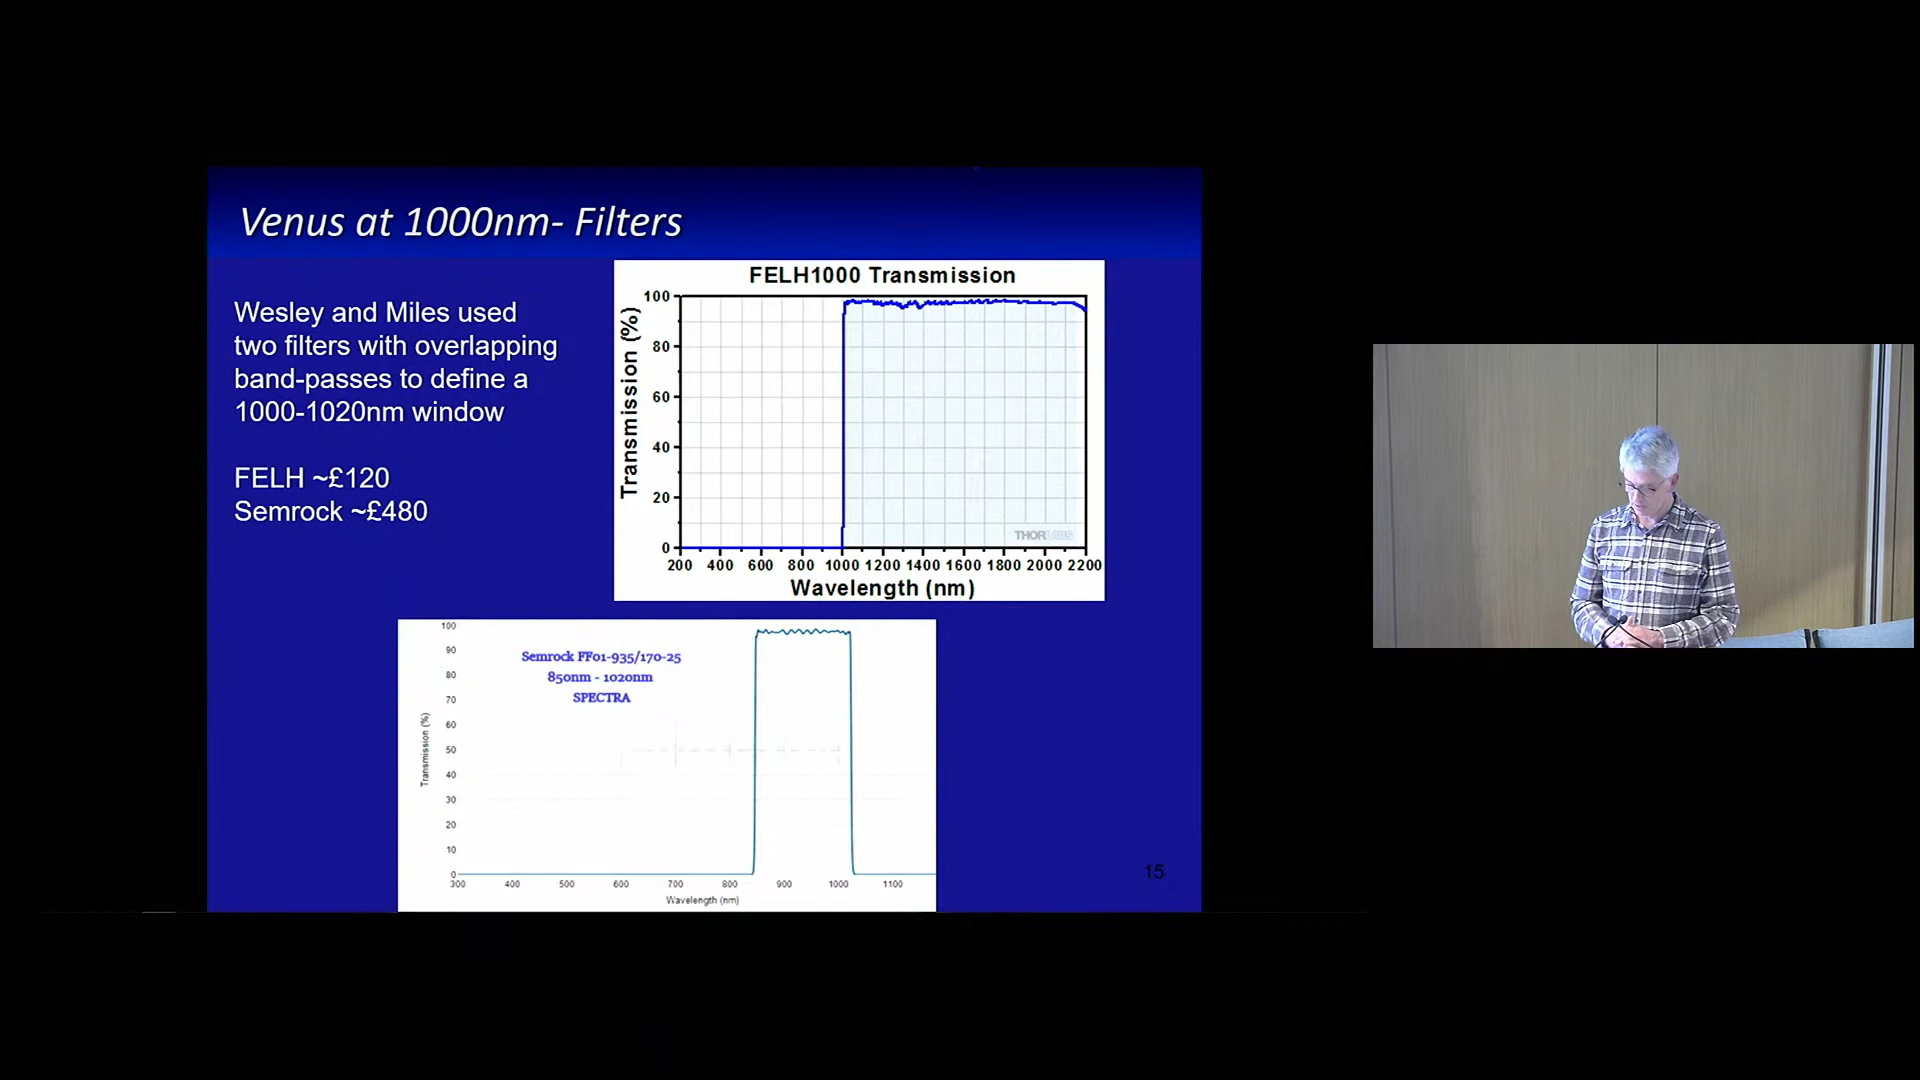 Venus at 1000nm- Filters
Wesley and Miles used
two filters with overlapping
band-passes to define a
1000-1020nm window
FELH ~£120
Semrock ~£480
FELH1000 Transmission
Transmission (%)
100
80
60
40
20
0
200 400 600 800 1000 1200 1400 1600 1800 2000 2200
Wavelength (nm)
THORLABS
Semrock FF01-935/170-25
850nm - 1020nm
SPECTRA
Transmission (%)
100
90
80
70
60
50
40
30
20
10
0
300 400 500 600 700 800 900 1000 1100
Wavelength (nm)
15